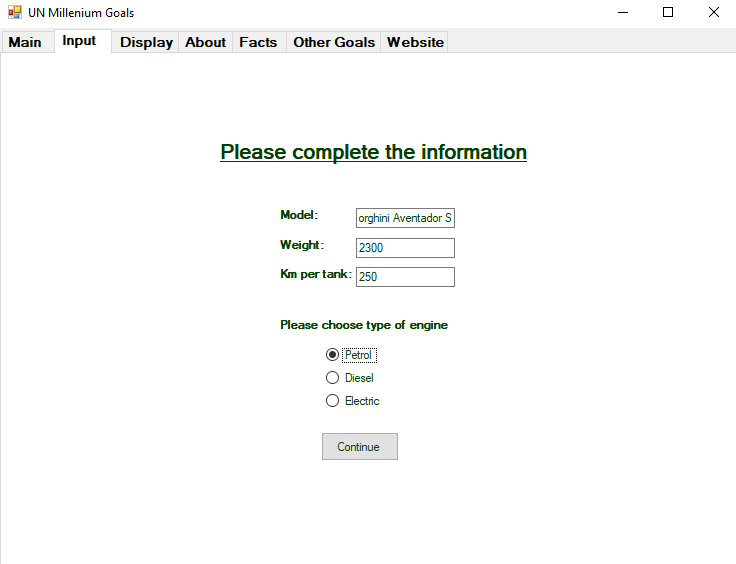 UN Millenium Goals
Main Input Display About Facts Other Goals Website
Please complete the information
Model: orghini Aventador S
Weight: 2300
Km per tank: 250
Please choose type of engine
Petrol
Diesel
Electric
Continue